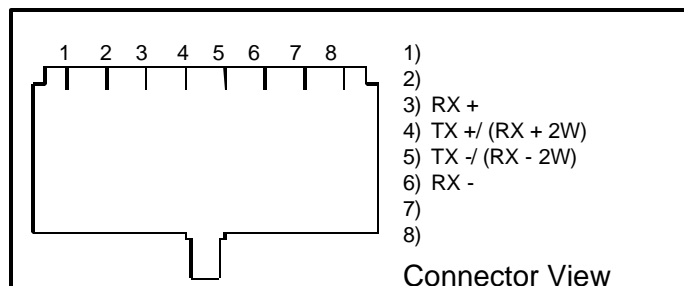 1 2 3 4 5 6 7 8
1)
2)
3) RX +
4) TX +/ (RX + 2W)
5) TX -/ (RX - 2W)
6) RX -
7)
8)
Connector View